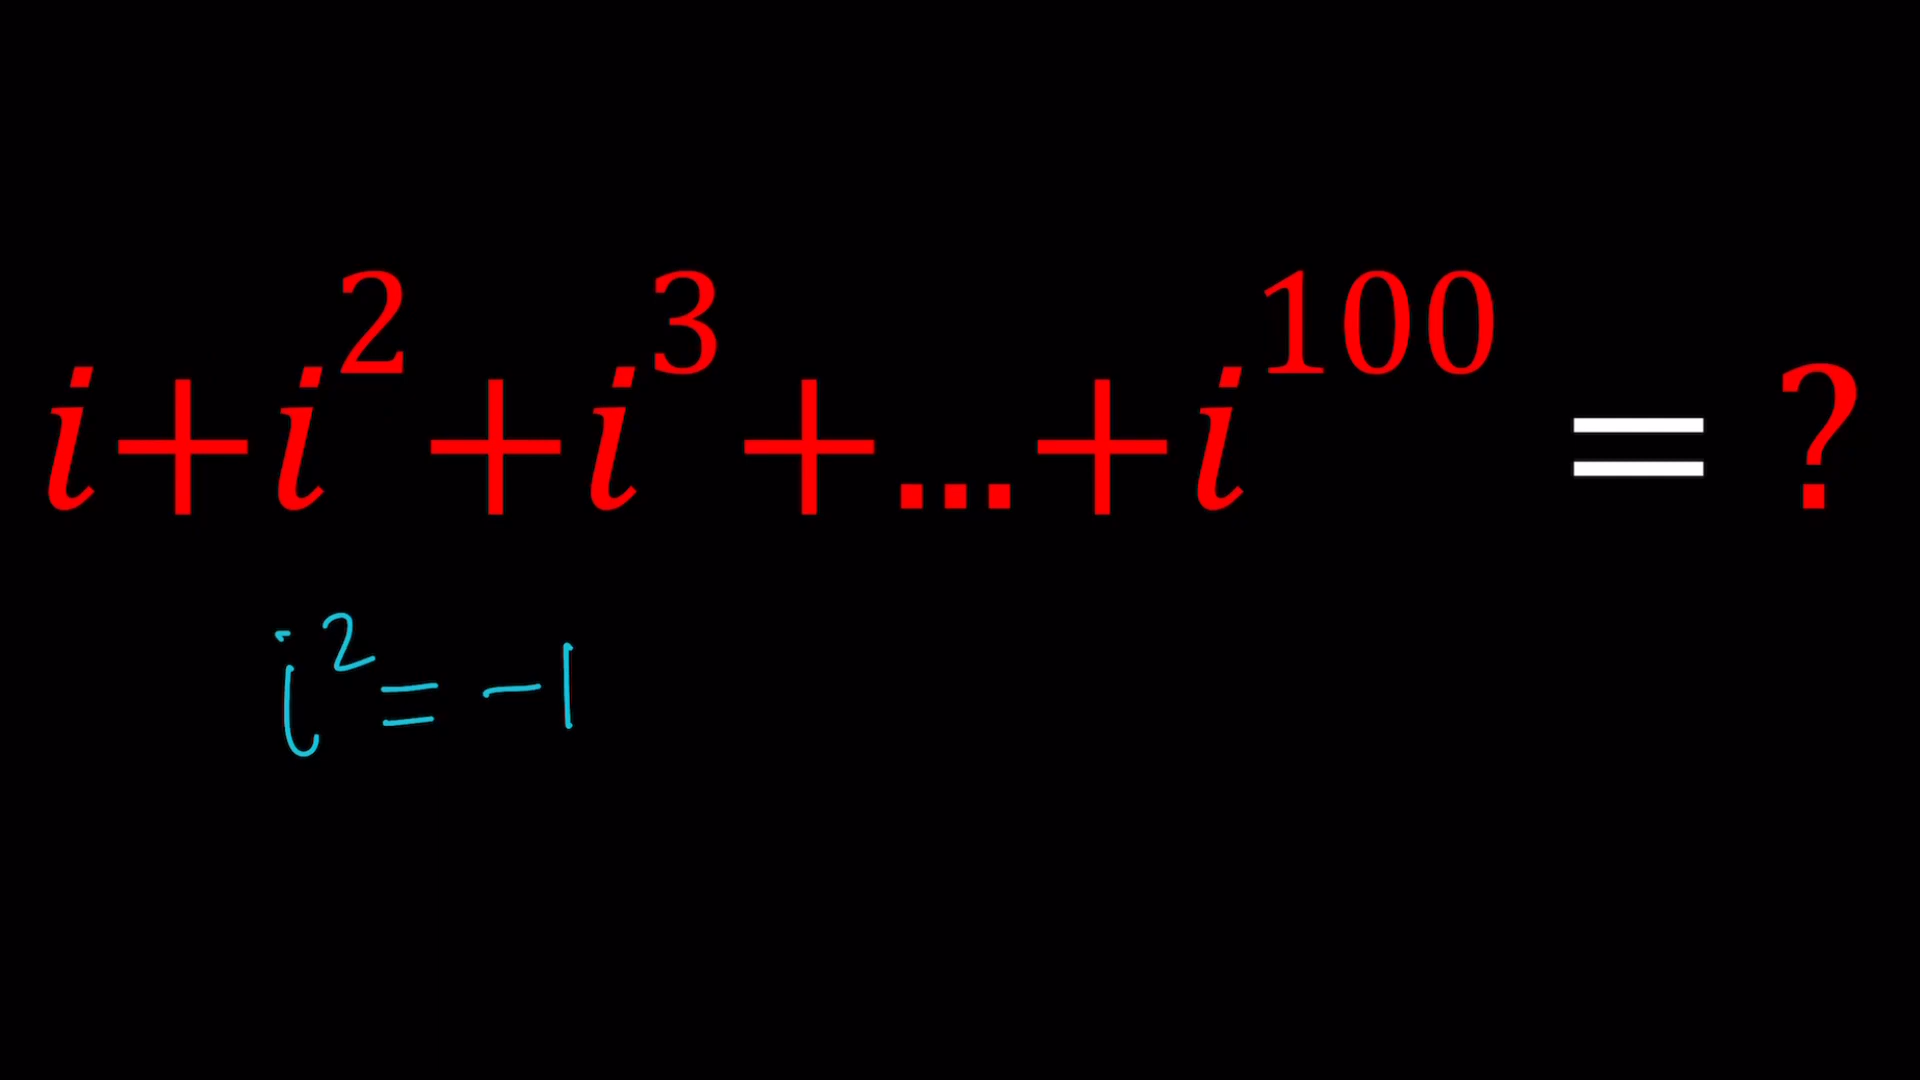 i+i²+i³+...+i¹⁰⁰ = ?
i² = -1